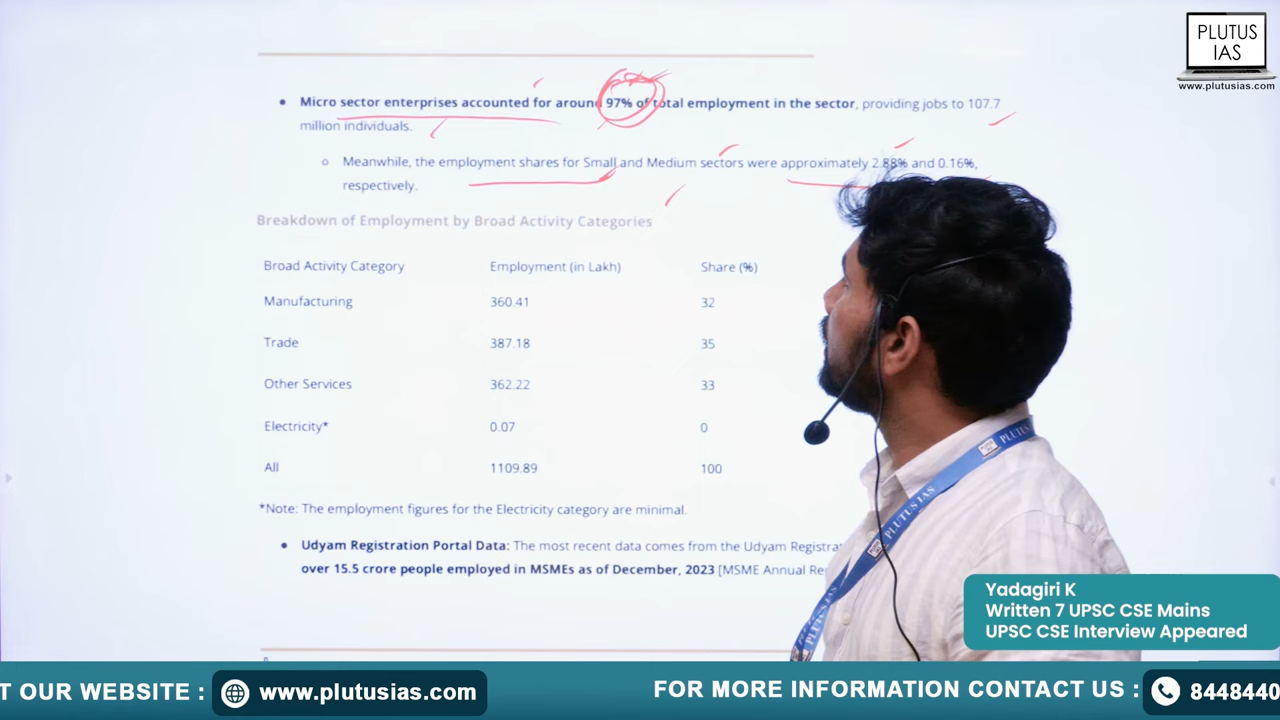 PLUTUS
IAS
www.plutusias.com
• Micro sector enterprises accounted for around 97% of total employment in the sector, providing jobs to 107.7
million individuals.
o Meanwhile, the employment shares for Small and Medium sectors were approximately 2.88% and 0.16%,
respectively.
Breakdown of Employment by Broad Activity Categories
Broad Activity Category Employment (in Lakh) Share (%)
Manufacturing 360.41 32
Trade 387.18 35
Other Services 362.22 33
Electricity* 0.07 0
All 1109.89 100
*Note: The employment figures for the Electricity category are minimal.
• Udyam Registration Portal Data: The most recent data comes from the Udyam Registra
over 15.5 crore people employed in MSMEs as of December, 2023 [MSME Annual Re
PLUTUS IAS
PLUTUS IAS
Yadagiri K
Written 7 UPSC CSE Mains
UPSC CSE Interview Appeared
T OUR WEBSITE : www.plutusias.com FOR MORE INFORMATION CONTACT US : 8448440